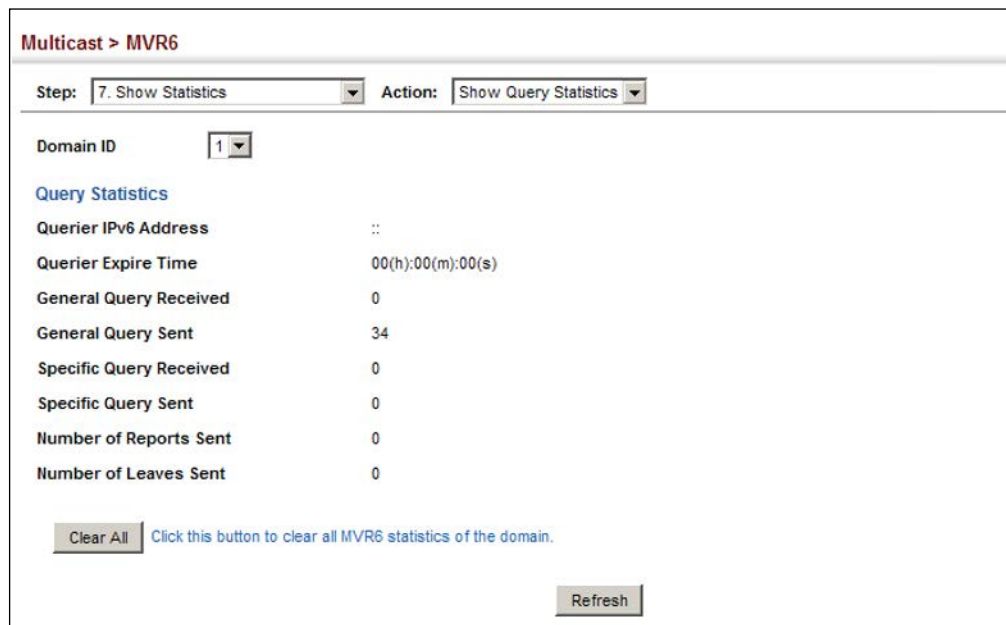 Multicast > MVR6
Step: 7. Show Statistics Action: Show Query Statistics
Domain ID 1
Query Statistics
Querier IPv6 Address ::
Querier Expire Time 00(h):00(m):00(s)
General Query Received 0
General Query Sent 34
Specific Query Received 0
Specific Query Sent 0
Number of Reports Sent 0
Number of Leaves Sent 0
Clear All Click this button to clear all MVR6 statistics of the domain.
Refresh